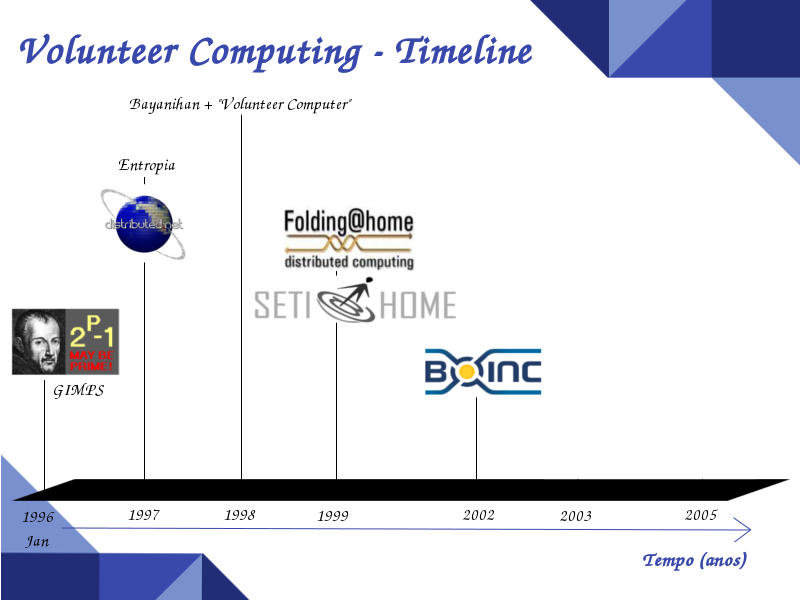 Volunteer Computing - Timeline
Bayanihan + "Volunteer Computer"
Entropia
distributed.net
Folding@home
distributed computing
SETI HOME
2P-1
MAY BE
PRIME!
GIMPS
BOINC
1996 1997 1998 1999 2002 2003 2005
Jan
Tempo (anos)